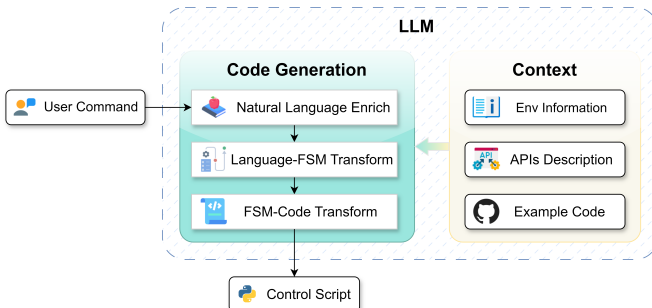 LLM
Code Generation
Context
User Command
Natural Language Enrich
Env Information
Language-FSM Transform
API
APIs Description
FSM-Code Transform
Example Code
Control Script